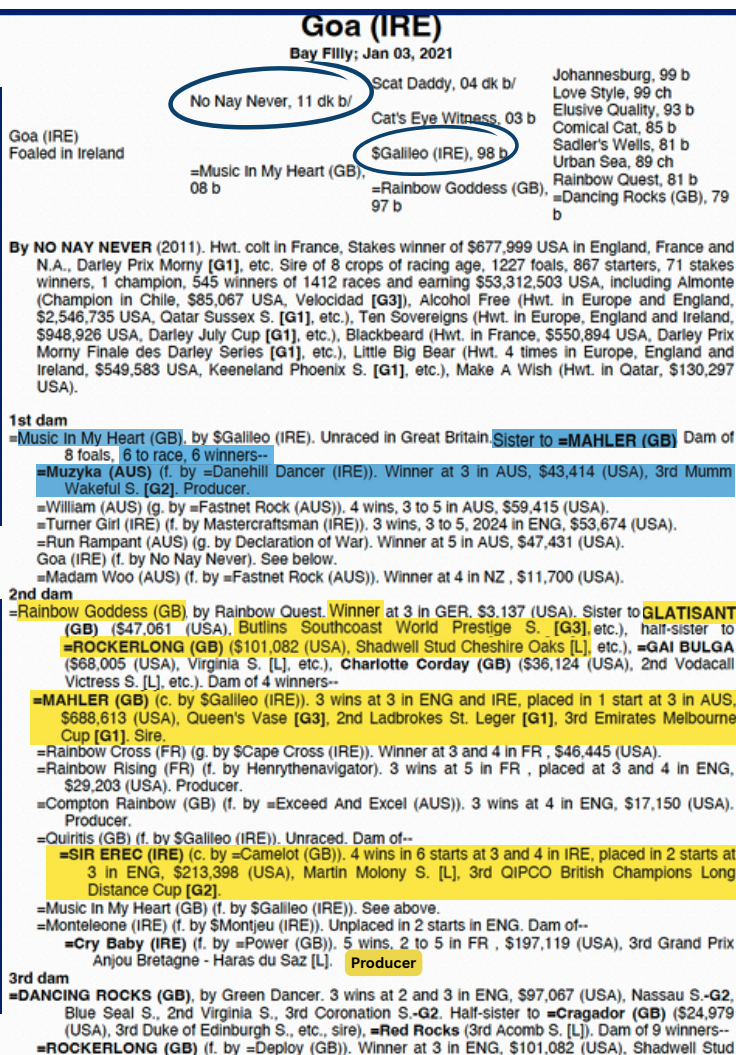 Goa (IRE)
Bay Filly; Jan 03, 2021
Goa (IRE)
Foaled in Ireland
No Nay Never, 11 dk b/
=Music In My Heart (GB),
08 b
Scat Daddy, 04 dk b/
Cat's Eye Witness, 03 b
$Galileo (IRE), 98 b
=Rainbow Goddess (GB),
97 b
Johannesburg, 99 b
Love Style, 99 ch
Elusive Quality, 93 b
Comical Cat, 85 b
Sadler's Wells, 81 b
Urban Sea, 89 ch
Rainbow Quest, 81 b
=Dancing Rocks (GB), 79
b
By NO NAY NEVER (2011). Hwt. colt in France, Stakes winner of $677,999 USA in England, France and
N.A., Darley Prix Morny [G1], etc. Sire of 8 crops of racing age, 1227 foals, 867 starters, 71 stakes
winners, 1 champion, 545 winners of 1412 races and earning $53,312,503 USA, including Almonte
(Champion in Chile, $85,067 USA, Velocidad [G3]), Alcohol Free (Hwt. in Europe and England,
$2,546,735 USA, Qatar Sussex S. [G1], etc.), Ten Sovereigns (Hwt. in Europe, England and Ireland,
$948,926 USA, Darley July Cup [G1], etc.), Blackbeard (Hwt. in France, $550,894 USA, Darley Prix
Morny Finale des Darley Series [G1], etc.), Little Big Bear (Hwt. 4 times in Europe, England and
Ireland, $549,583 USA, Keeneland Phoenix S. [G1], etc.), Make A Wish (Hwt. in Qatar, $130,297
USA).
1st dam
=Music In My Heart (GB), by $Galileo (IRE). Unraced in Great Britain. Sister to =MAHLER (GB) Dam of
8 foals, 6 to race, 6 winners--
=Muzyka (AUS) (f. by =Danehill Dancer (IRE)). Winner at 3 in AUS, $43,414 (USA), 3rd Mumm
Wakeful S. [G2]. Producer.
=William (AUS) (g. by =Fastnet Rock (AUS)). 4 wins, 3 to 5 in AUS, $59,415 (USA).
=Turner Girl (IRE) (f. by Mastercraftsman (IRE)). 3 wins, 3 to 5, 2024 in ENG, $53,674 (USA).
=Run Rampant (AUS) (g. by Declaration of War). Winner at 5 in AUS, $47,431 (USA).
Goa (IRE) (f. by No Nay Never). See below.
=Madam Woo (AUS) (f. by =Fastnet Rock (AUS)). Winner at 4 in NZ , $11,700 (USA).
2nd dam
=Rainbow Goddess (GB), by Rainbow Quest. Winner at 3 in GER, $3,137 (USA). Sister to GLATISANT
(GB) ($47,061 (USA), Butlins Southcoast World Prestige S. [G3], etc.), half-sister to
=ROCKERLONG (GB) ($101,082 (USA), Shadwell Stud Cheshire Oaks [L], etc.), =GAI BULGA
($68,005 (USA), Virginia S. [L], etc.), Charlotte Corday (GB) ($36,124 (USA), 2nd Vodacall
Victress S. [L], etc.). Dam of 4 winners--
=MAHLER (GB) (c. by $Galileo (IRE)). 3 wins at 3 in ENG and IRE, placed in 1 start at 3 in AUS,
$688,613 (USA), Queen's Vase [G3], 2nd Ladbrokes St. Leger [G1], 3rd Emirates Melbourne
Cup [G1]. Sire.
=Rainbow Cross (FR) (g. by $Cape Cross (IRE)). Winner at 3 and 4 in FR , $46,445 (USA).
=Rainbow Rising (FR) (f. by Henrythenavigator). 3 wins at 5 in FR , placed at 3 and 4 in ENG,
$29,203 (USA). Producer.
=Compton Rainbow (GB) (f. by =Exceed And Excel (AUS)). 3 wins at 4 in ENG, $17,150 (USA).
Producer.
=Quiritis (GB) (f. by $Galileo (IRE)). Unraced. Dam of--
=SIR EREC (IRE) (c. by =Camelot (GB)). 4 wins in 6 starts at 3 and 4 in IRE, placed in 2 starts at
3 in ENG, $213,398 (USA), Martin Molony S. [L], 3rd QIPCO British Champions Long
Distance Cup [G2].
=Music In My Heart (GB) (f. by $Galileo (IRE)). See above.
=Monteleone (IRE) (f. by $Montjeu (IRE)). Unplaced in 2 starts in ENG. Dam of--
=Cry Baby (IRE) (f. by =Power (GB)). 5 wins, 2 to 5 in FR , $197,119 (USA), 3rd Grand Prix
Anjou Bretagne - Haras du Saz [L]. Producer
3rd dam
=DANCING ROCKS (GB), by Green Dancer. 3 wins at 2 and 3 in ENG, $97,067 (USA), Nassau S.-G2,
Blue Seal S., 2nd Virginia S., 3rd Coronation S.-G2. Half-sister to =Cragador (GB) ($24,979
(USA), 3rd Duke of Edinburgh S., etc., sire), =Red Rocks (3rd Acomb S. [L]). Dam of 9 winners--
=ROCKERLONG (GB) (f. by =Deploy (GB)). Winner at 3 in ENG, $101,082 (USA), Shadwell Stud